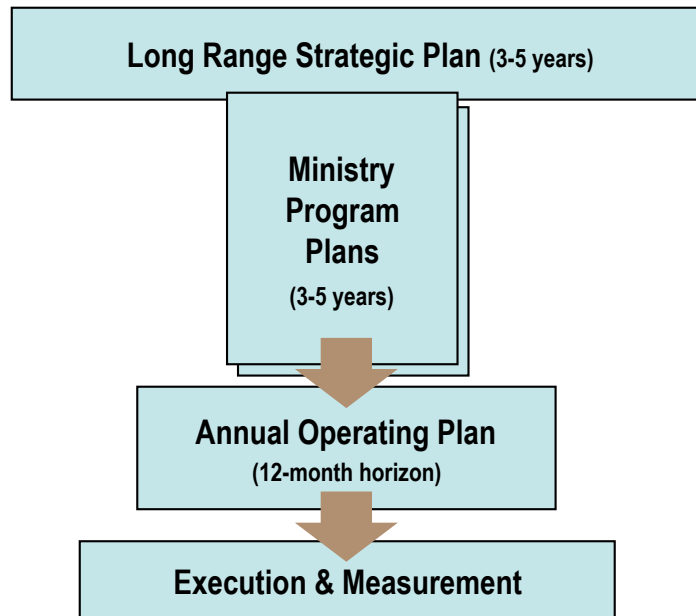 Long Range Strategic Plan (3-5 years)
Ministry
Program
Plans
(3-5 years)
Annual Operating Plan
(12-month horizon)
Execution & Measurement